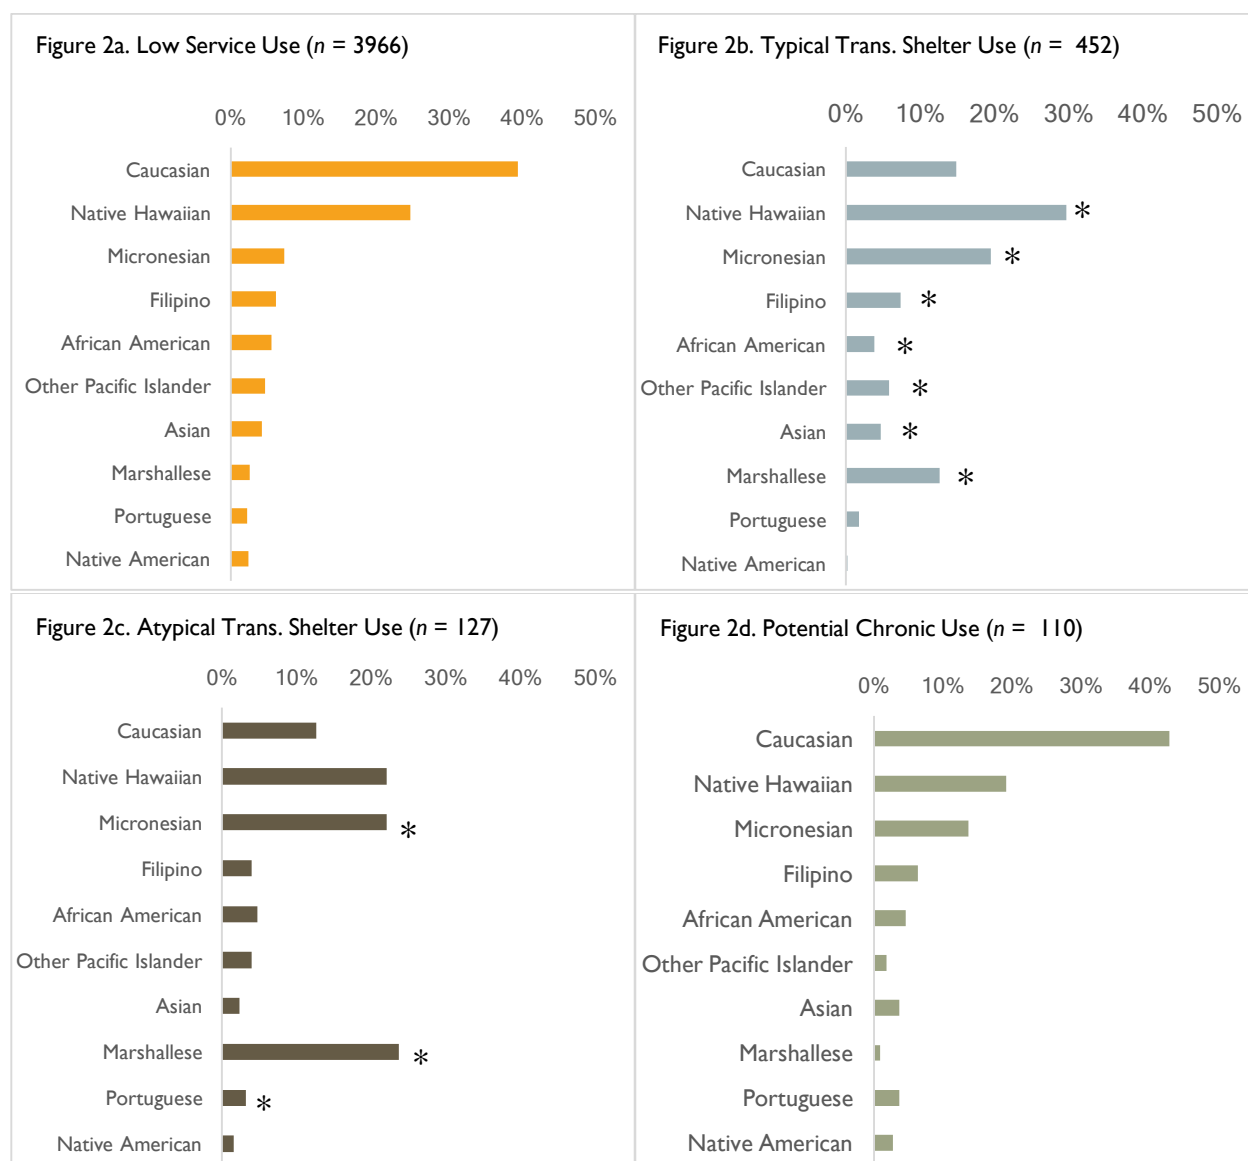 Figure 2a. Low Service Use (n = 3966)
0% 10% 20% 30% 40% 50%
Caucasian
Native Hawaiian
Micronesian
Filipino
African American
Other Pacific Islander
Asian
Marshallese
Portuguese
Native American
Figure 2b. Typical Trans. Shelter Use (n = 452)
0% 10% 20% 30% 40% 50%
Caucasian
Native Hawaiian *
Micronesian *
Filipino *
African American *
Other Pacific Islander *
Asian *
Marshallese *
Portuguese
Native American
Figure 2c. Atypical Trans. Shelter Use (n = 127)
0% 10% 20% 30% 40% 50%
Caucasian
Native Hawaiian
Micronesian *
Filipino
African American
Other Pacific Islander
Asian
Marshallese *
Portuguese *
Native American
Figure 2d. Potential Chronic Use (n = 110)
0% 10% 20% 30% 40% 50%
Caucasian
Native Hawaiian
Micronesian
Filipino
African American
Other Pacific Islander
Asian
Marshallese
Portuguese
Native American